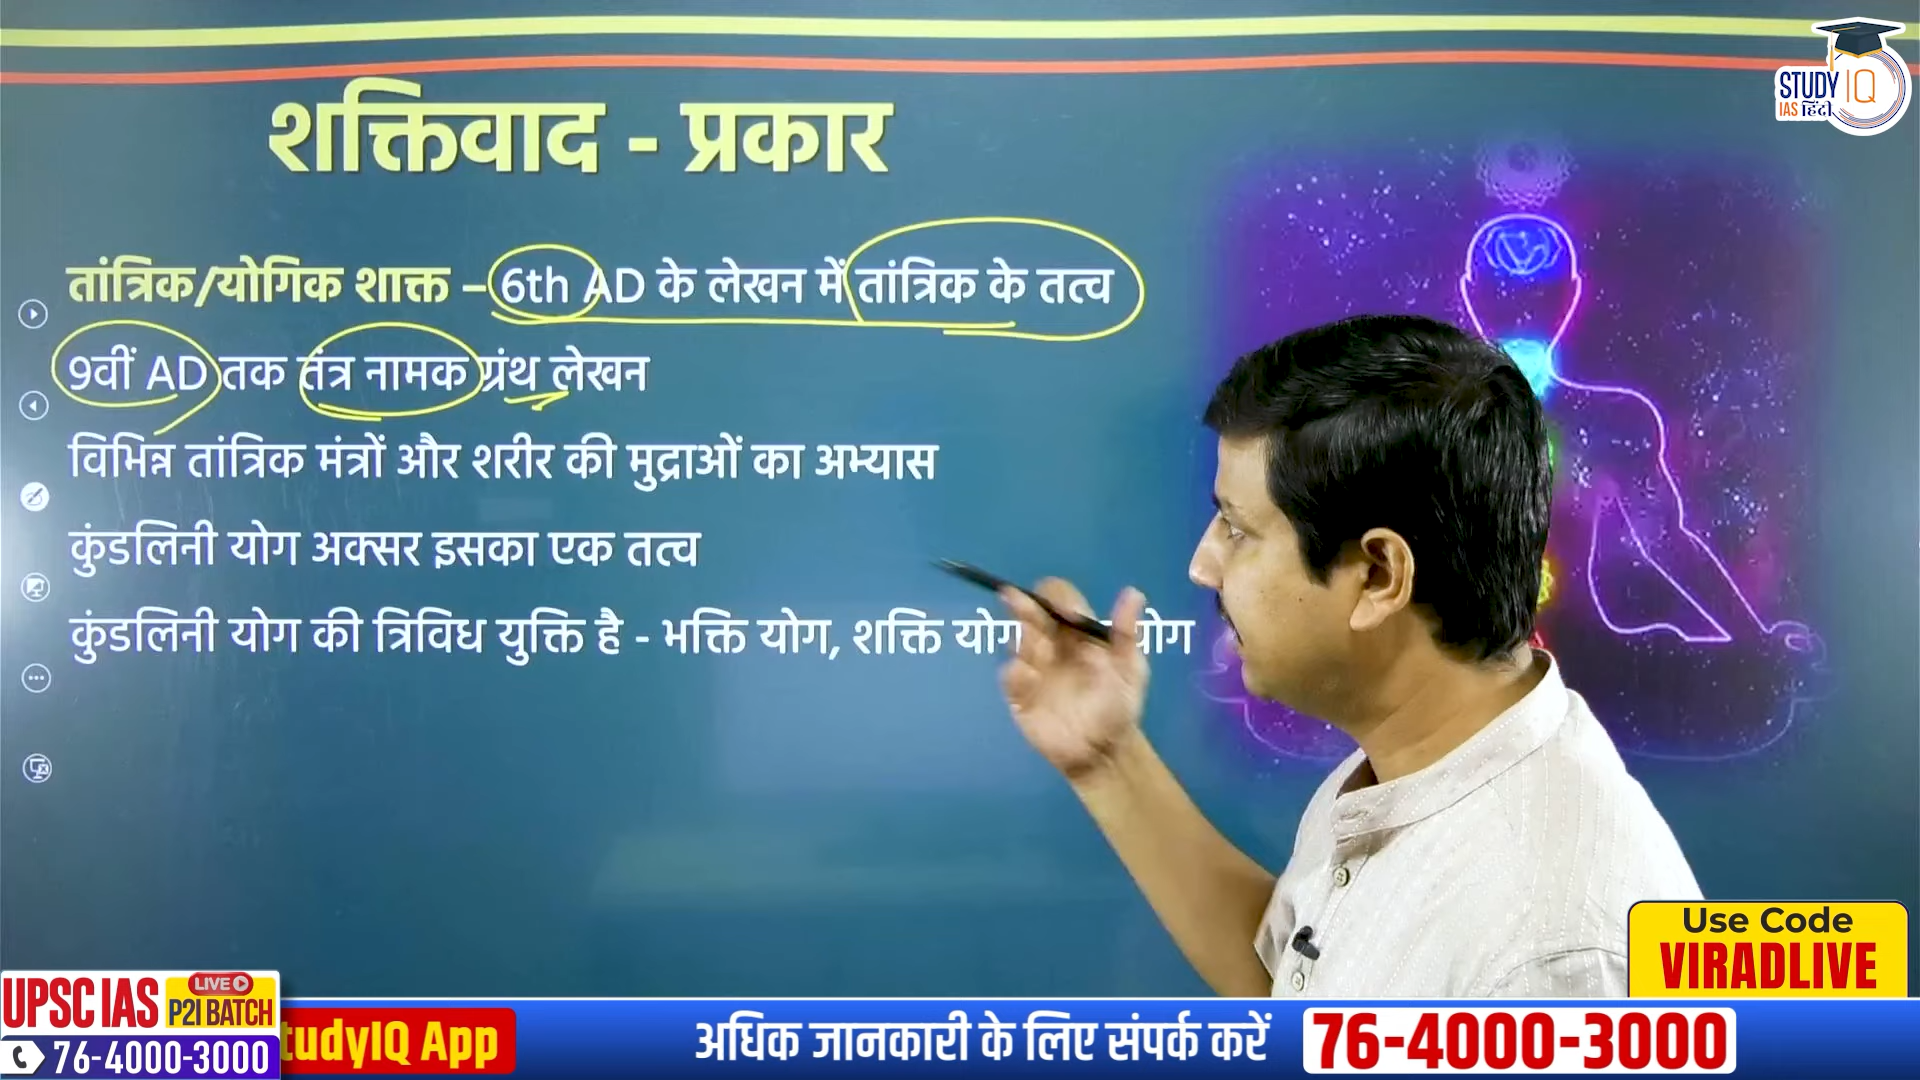 STUDY IQ
IAS हिंदी
शक्तिवाद - प्रकार
तांत्रिक/योगिक शाक्त – 6th AD के लेखन में तांत्रिक के तत्व
9वीं AD तक तंत्र नामक ग्रंथ लेखन
विभिन्न तांत्रिक मंत्रों और शरीर की मुद्राओं का अभ्यास
कुंडलिनी योग अक्सर इसका एक तत्व
कुंडलिनी योग की त्रिविध युक्ति है - भक्ति योग, शक्ति योग योग
Use Code
VIRADLIVE
UPSC IAS LIVE P2I BATCH
76-4000-3000
App
अधिक जानकारी के लिए संपर्क करें 76-4000-3000